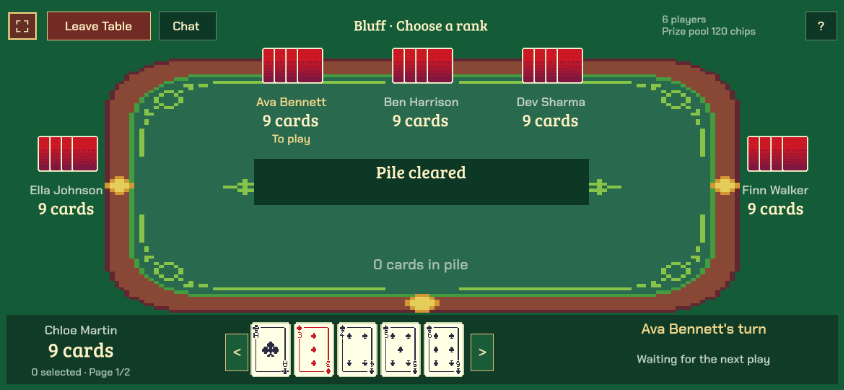 Leave Table
Chat
Bluff · Choose a rank
6 players
Prize pool 120 chips
?
Ava Bennett
9 cards
To play
Ben Harrison
9 cards
Dev Sharma
9 cards
Ella Johnson
9 cards
Finn Walker
9 cards
Pile cleared
0 cards in pile
Chloe Martin
9 cards
0 selected · Page 1/2
<
>
Ava Bennett's turn
Waiting for the next play